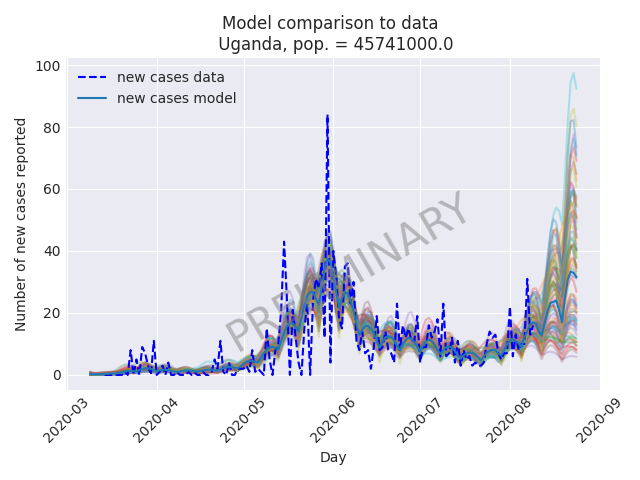 Model comparison to data
Uganda, pop. = 45741000.0
new cases data
new cases model
PRELIMINARY
Number of new cases reported
100
80
60
40
20
0
2020-03
2020-04
2020-05
2020-06
2020-07
2020-08
2020-09
Day